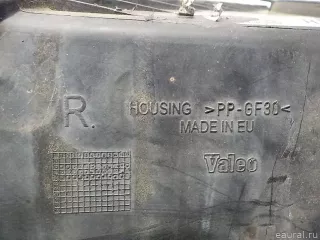 R. HOUSING >PP-GF30<
MADE IN EU
Valeo
eaural.ru